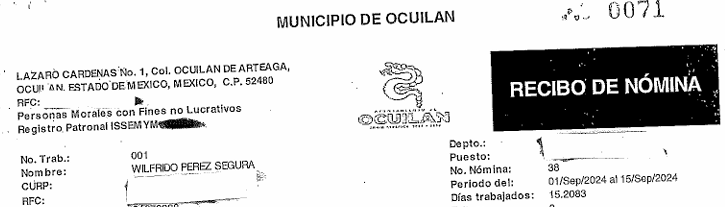 MUNICIPIO DE OCUILAN
0071
LAZARO CARDENAS No. 1, Col. OCUILAN DE ARTEAGA,
OCUILAN, ESTADO DE MEXICO, MEXICO, C.P. 52480
RFC:
Personas Morales con Fines no Lucrativos
Registro Patronal ISSEMYM
OCUILAN
RECIBO DE NÓMINA
No. Trab.: 001
Nombre: WILFRIDO PEREZ SEGURA
CURP:
RFC:
Depto.:
Puesto:
No. Nómina: 38
Periodo del: 01/Sep/2024 al 15/Sep/2024
Días trabajados: 15.2083